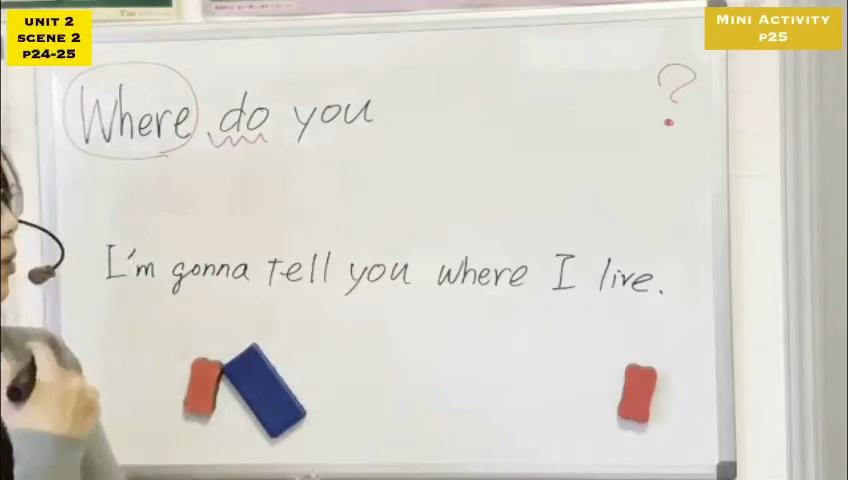 UNIT 2
SCENE 2
P24-25
MINI ACTIVITY
P25
Where do you ?
I'm gonna tell you where I live.